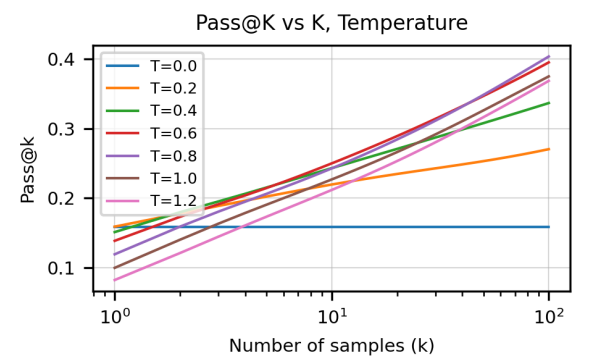 Pass@K vs K, Temperature
Pass@k
0.4
0.3
0.2
0.1
T=0.0
T=0.2
T=0.4
T=0.6
T=0.8
T=1.0
T=1.2
10⁰ 10¹ 10²
Number of samples (k)